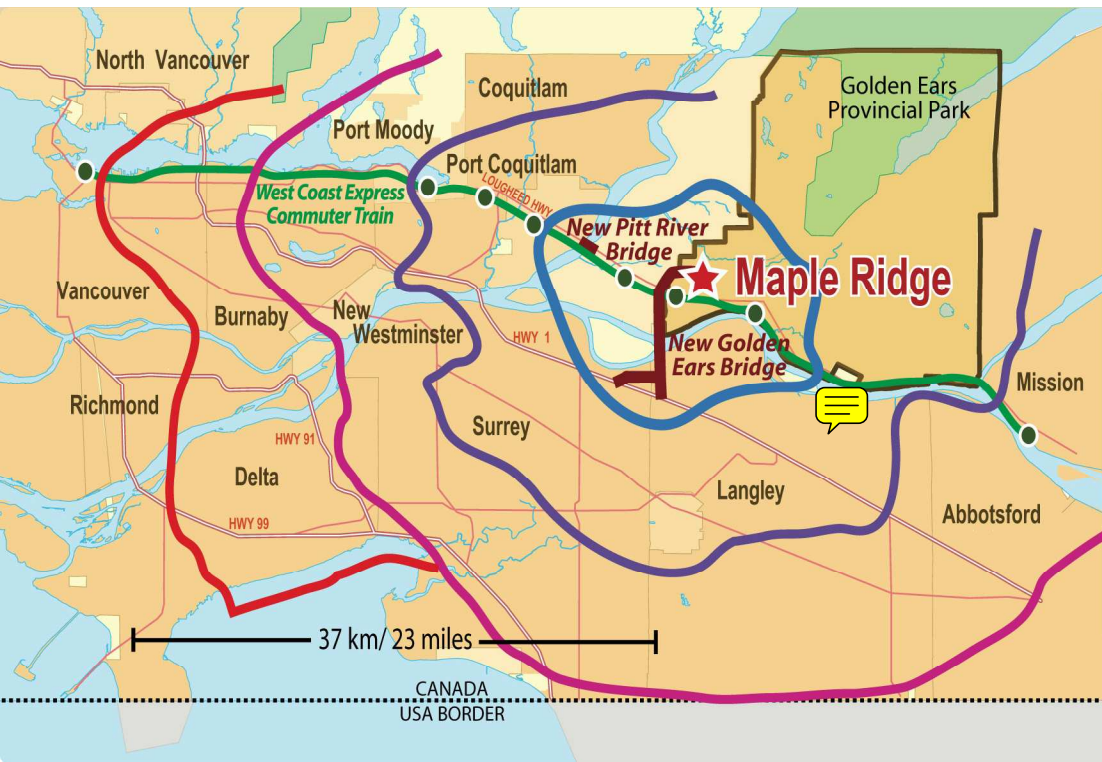 North Vancouver
Coquitlam
Golden Ears
Provincial Park
Port Moody
Port Coquitlam
LOUGHEED HWY
West Coast Express
Commuter Train
New Pitt River
Bridge
Maple Ridge
Vancouver
Burnaby
New
Westminster
HWY 1
New Golden
Ears Bridge
Mission
Richmond
Surrey
HWY 91
Delta
Langley
Abbotsford
HWY 99
37 km/ 23 miles
CANADA
USA BORDER